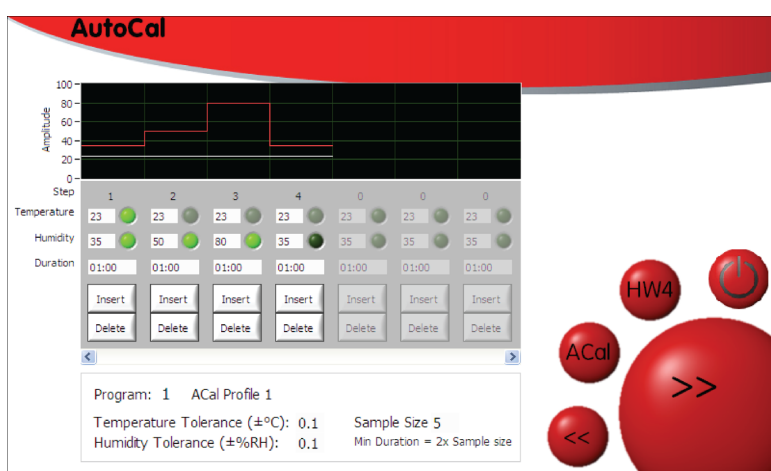 AutoCal
100
80
60
40
20
0
Amplitude
Step 1 2 3 4 0 0 0
Temperature 23 23 23 23 23 23 23
Humidity 35 50 80 35 35 35 35
Duration 01:00 01:00 01:00 01:00 01:00 01:00 01:00
Insert Insert Insert Insert Insert Insert Insert
Delete Delete Delete Delete Delete Delete Delete
Program: 1 ACal Profile 1
Temperature Tolerance (±°C): 0.1 Sample Size 5
Humidity Tolerance (±%RH): 0.1 Min Duration = 2x Sample size
HW4
ACal
>>
<<